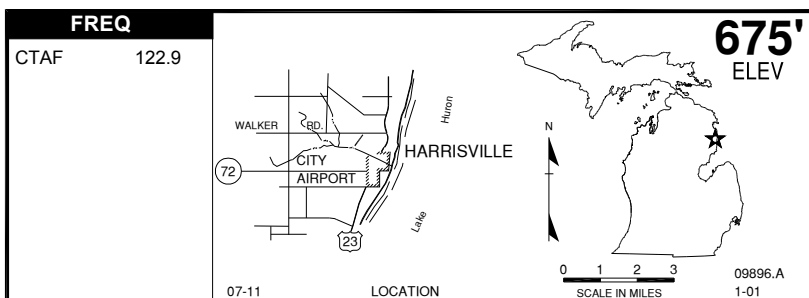 FREQ
CTAF 122.9
675'
ELEV
WALKER RD.
CITY
AIRPORT
HARRISVILLE
72
23
Huron
Lake
N
0 1 2 3
SCALE IN MILES
07-11
LOCATION
09896.A
1-01